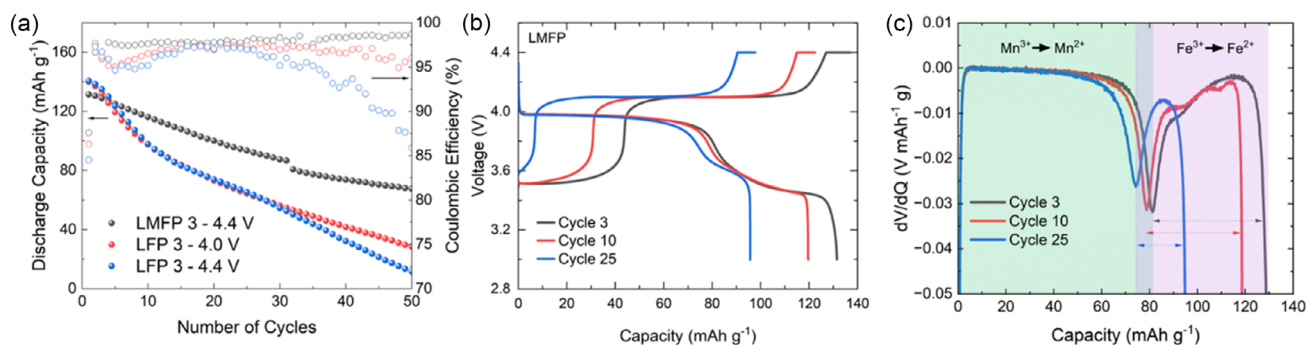 (a)
Discharge Capacity (mAh g⁻¹)
160
120
80
40
0
0 10 20 30 40 50
Number of Cycles
100
95
90
85
80
75
70
Coulombic Efficiency (%)
LMFP 3 - 4.4 V
LFP 3 - 4.0 V
LFP 3 - 4.4 V
(b)
LMFP
Voltage (V)
4.4
4.0
3.6
3.2
2.8
0 20 40 60 80 100 120 140
Capacity (mAh g⁻¹)
Cycle 3
Cycle 10
Cycle 25
(c)
dV/dQ (V mAh⁻¹ g)
0.01
0.00
-0.01
-0.02
-0.03
-0.04
-0.05
Mn³⁺ → Mn²⁺
Fe³⁺ → Fe²⁺
Cycle 3
Cycle 10
Cycle 25
0 20 40 60 80 100 120 140
Capacity (mAh g⁻¹)